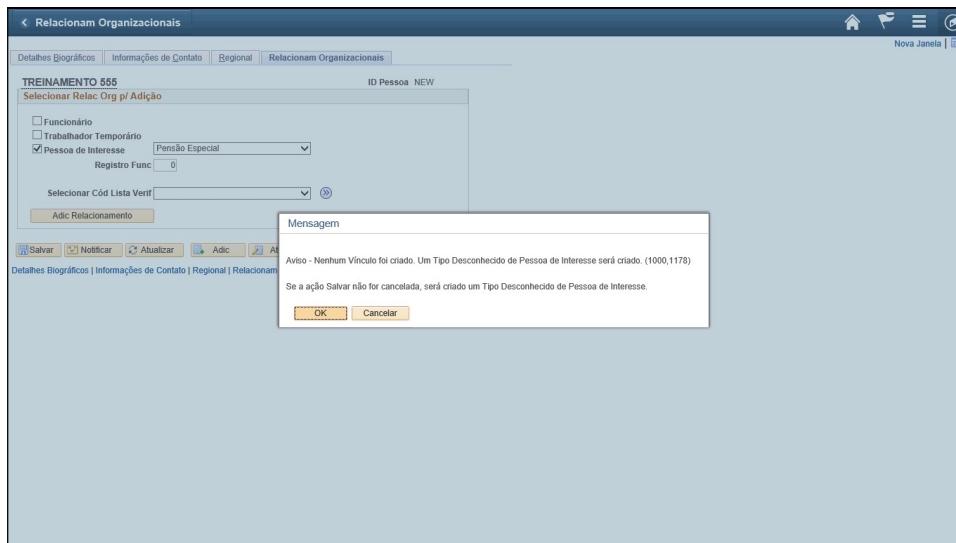 Relacionam Organizacionais
Nova Janela |
Detalhes Biográficos Informações de Contato Regional Relacionam Organizacionais
TREINAMENTO 555 ID Pessoa NEW
Selecionar Relac Org p/ Adição
Funcionário
Trabalhador Temporário
Pessoa de Interesse Pensão Especial
Registro Func 0
Selecionar Cód Lista Verif
Adic Relacionamento
Salvar Notificar Atualizar Adic At
Detalhes Biográficos | Informações de Contato | Regional | Relacionam
Mensagem
Aviso - Nenhum Vínculo foi criado. Um Tipo Desconhecido de Pessoa de Interesse será criado. (1000,1178)
Se a ação Salvar não for cancelada, será criado um Tipo Desconhecido de Pessoa de Interesse.
OK Cancelar